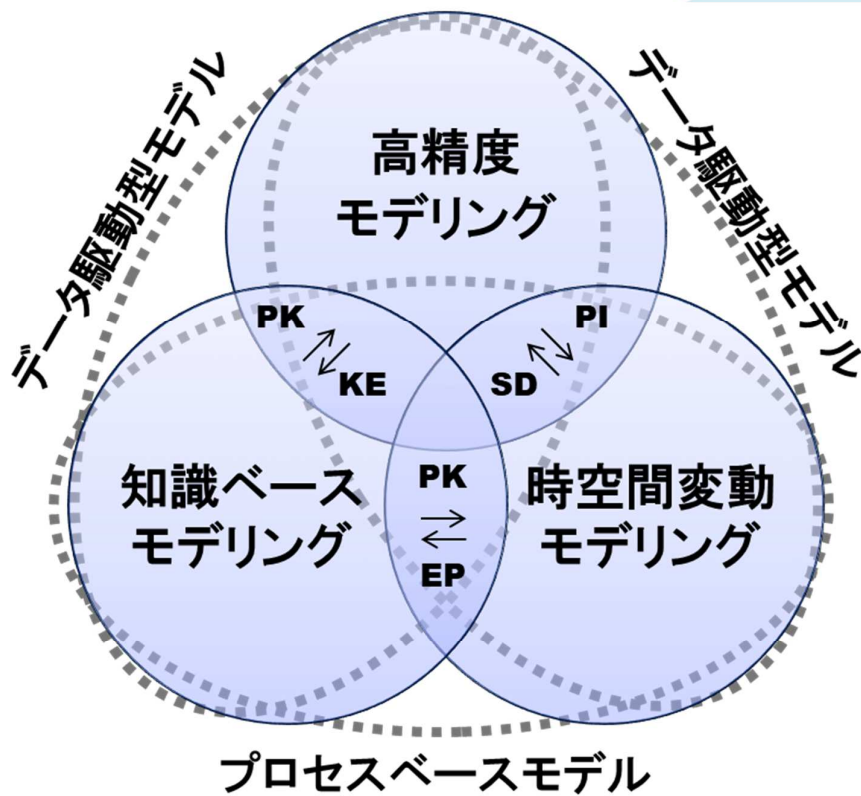 データ駆動型モデル
データ駆動型モデル
高精度
モデリング
PK
KE
PI
SD
知識ベース
モデリング
PK
EP
時空間変動
モデリング
プロセスベースモデル